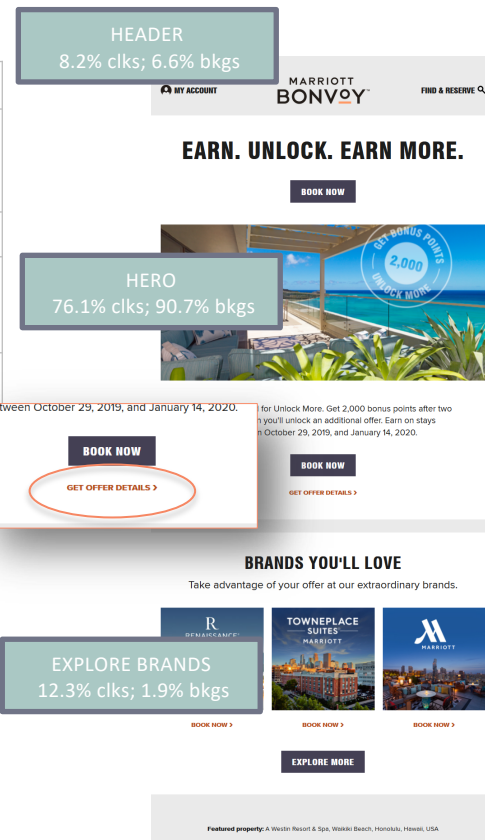 HEADER
8.2% clks; 6.6% bkgs
MY ACCOUNT
MARRIOTT
BONVOY
FIND & RESERVE
EARN. UNLOCK. EARN MORE.
BOOK NOW
GET BONUS POINTS
2,000
UNLOCK MORE
HERO
76.1% clks; 90.7% bkgs
for Unlock More. Get 2,000 bonus points after two
you'll unlock an additional offer. Earn on stays
October 29, 2019, and January 14, 2020.
BOOK NOW
GET OFFER DETAILS >
tween October 29, 2019, and January 14, 2020.
BOOK NOW
GET OFFER DETAILS >
BRANDS YOU'LL LOVE
Take advantage of your offer at our extraordinary brands.
R
RENAISSANCE
TOWNEPLACE
SUITES
MARRIOTT
MARRIOTT
EXPLORE BRANDS
12.3% clks; 1.9% bkgs
BOOK NOW >
BOOK NOW >
BOOK NOW >
EXPLORE MORE
Featured property: A Westin Resort & Spa, Waikiki Beach, Honolulu, Hawaii, USA